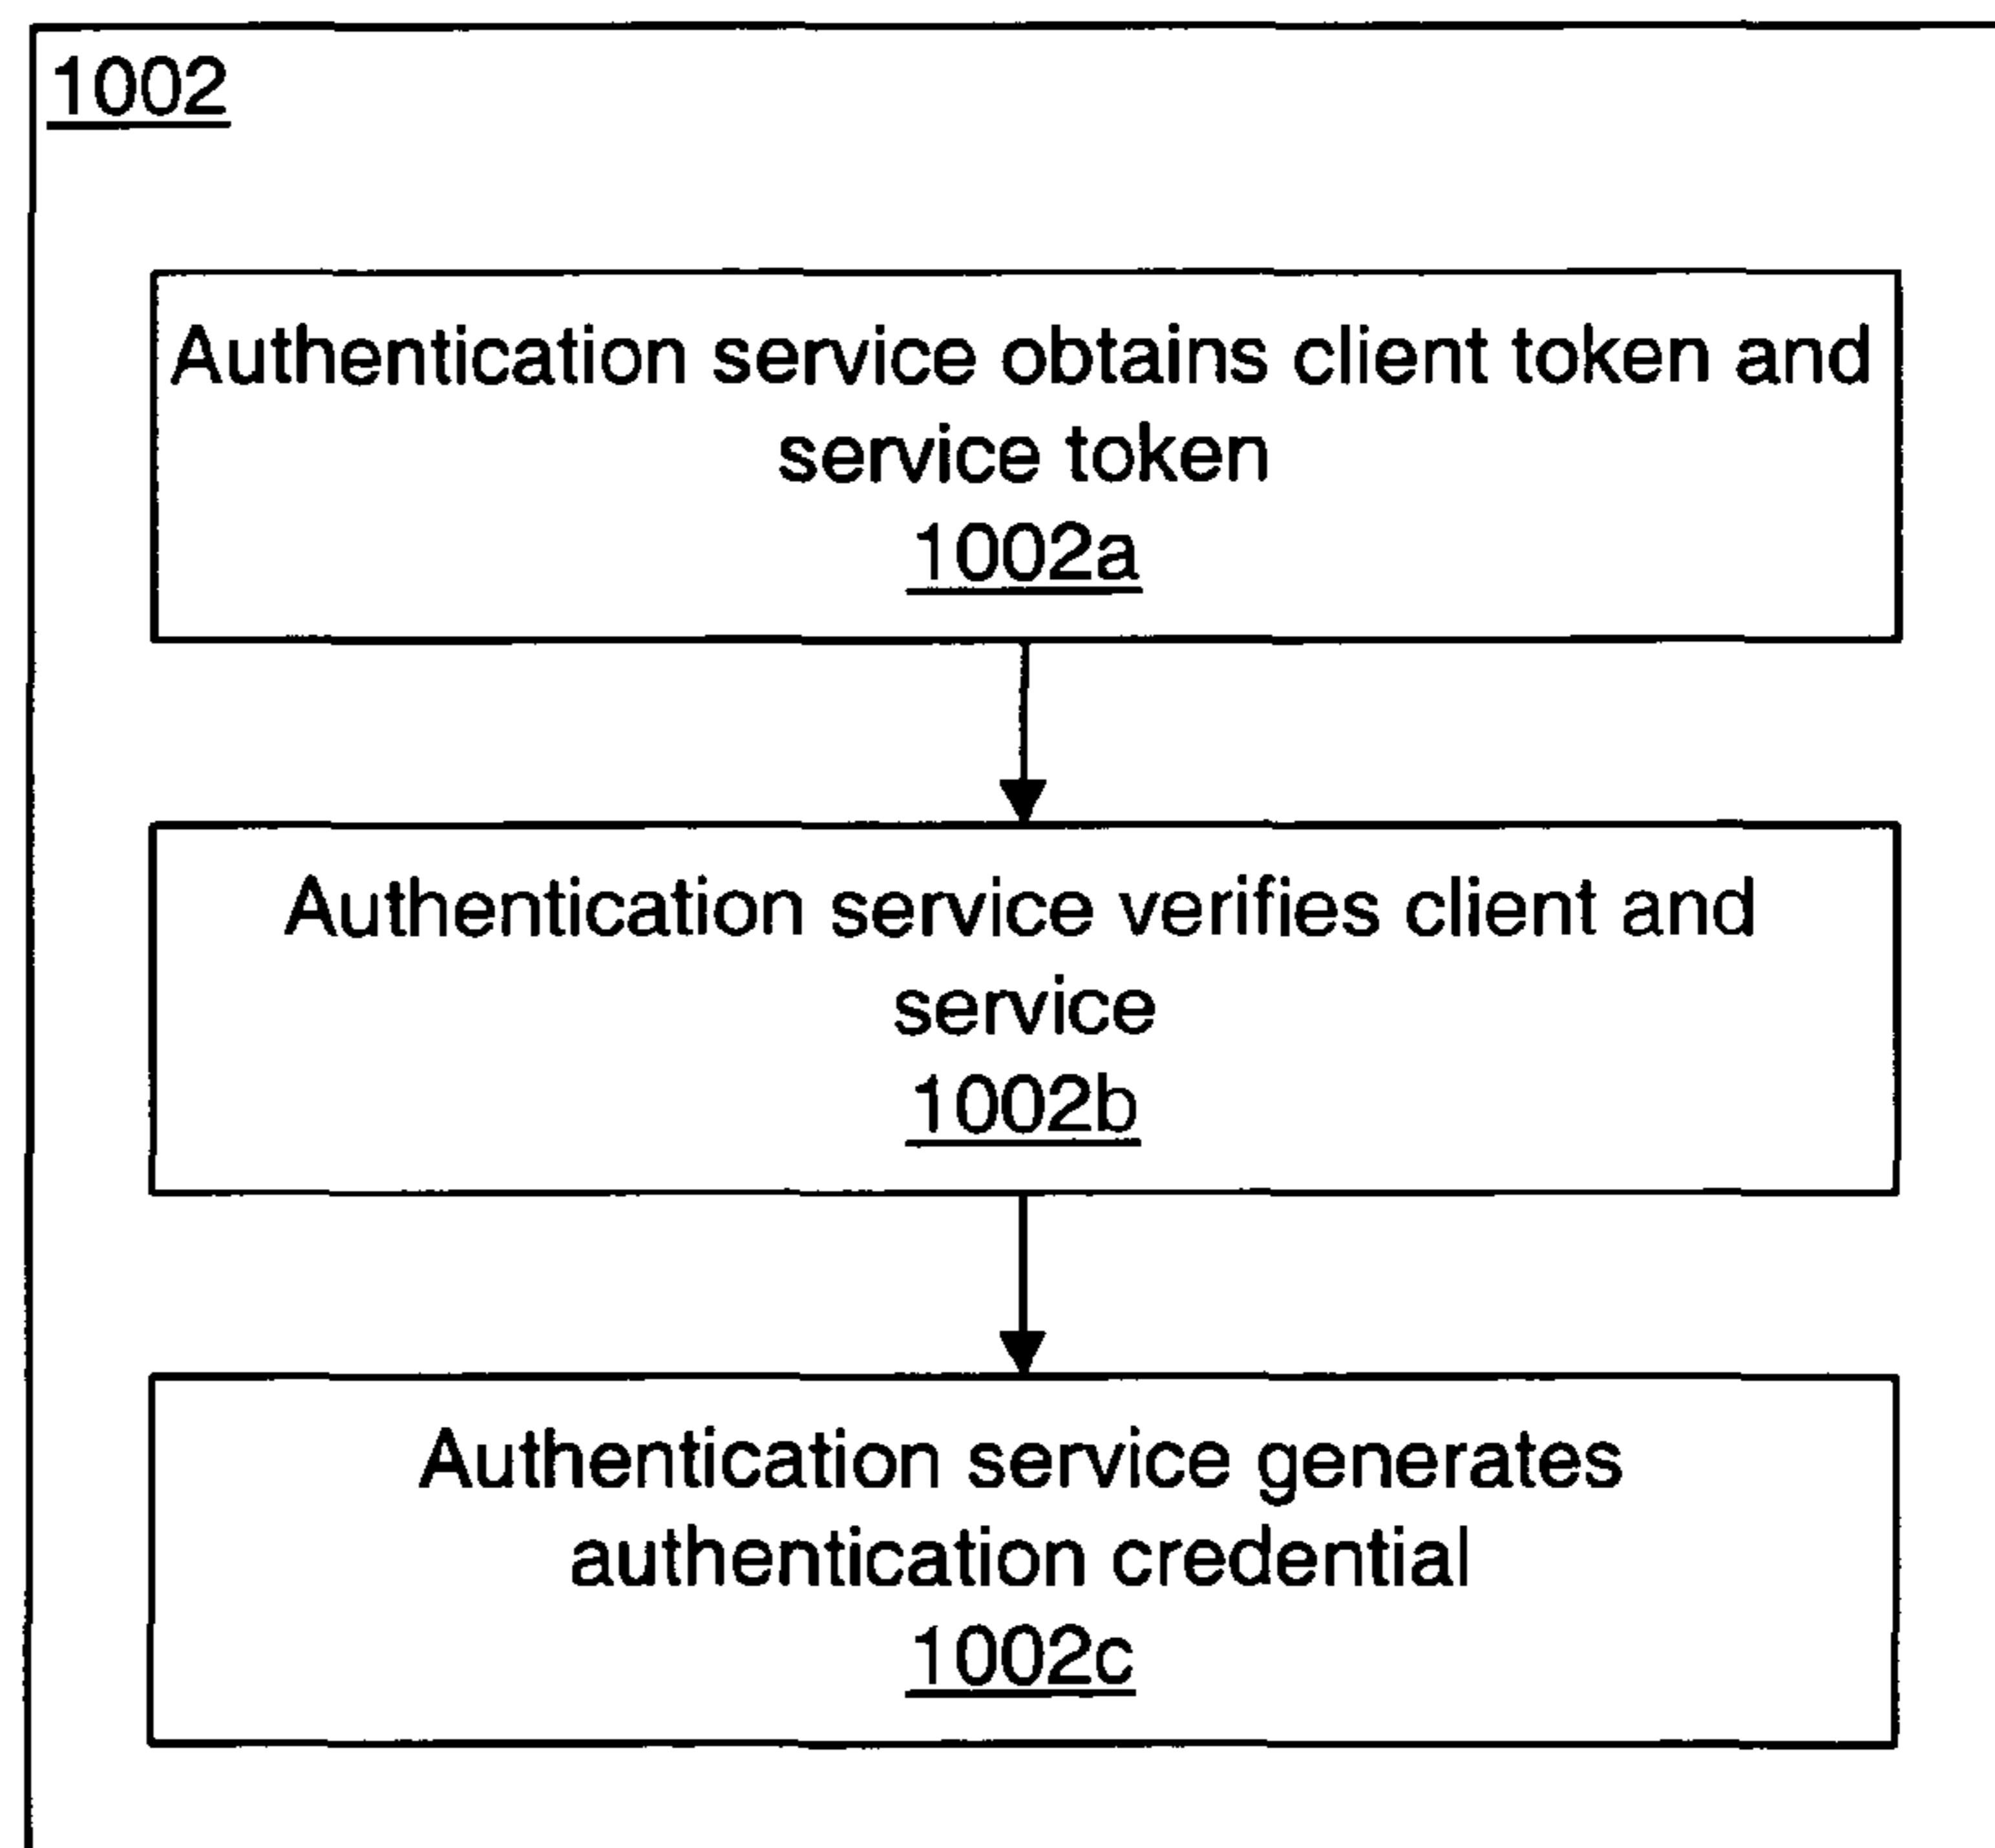 1002
Authentication service obtains client token and
service token
1002a
Authentication service verifies client and
service
1002b
Authentication service generates
authentication credential
1002c